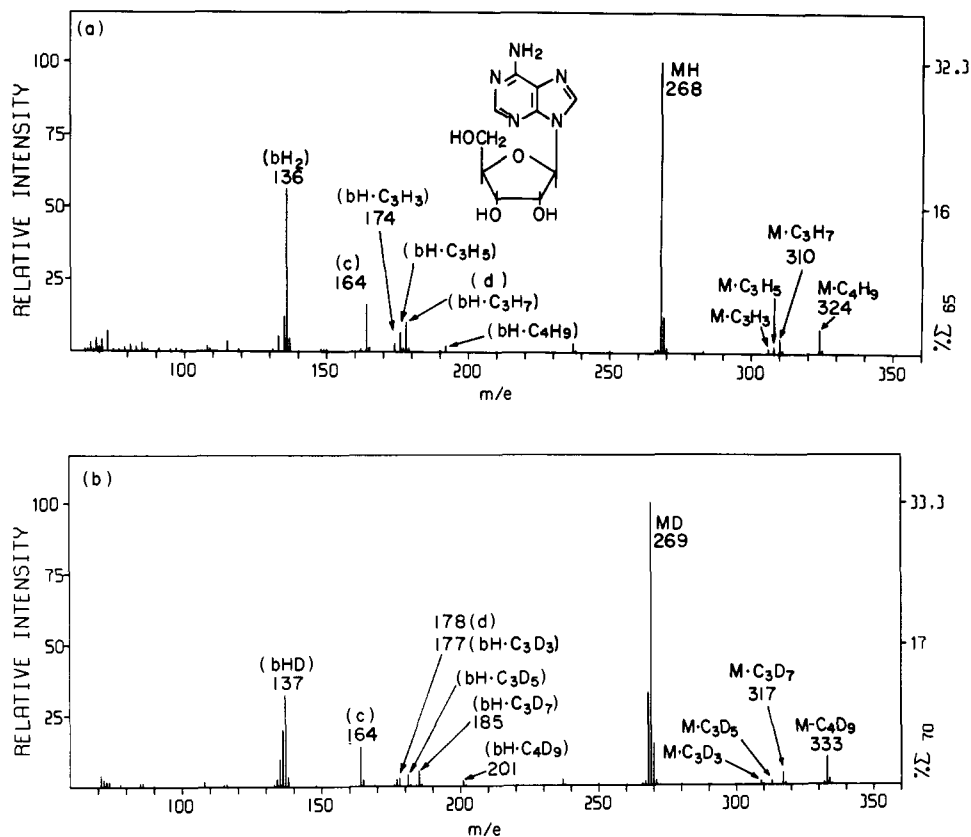 (a)
RELATIVE INTENSITY
100
75
50
25
NH₂
N
N
N
N
HOCH₂
O
HO
OH
(bH₂)
136
(bH·C₃H₃)
174
(c)
164
(bH·C₃H₅)
(d)
(bH·C₃H₇)
(bH·C₄H₉)
MH
268
M·C₃H₇
310
M·C₃H₅
M·C₃H₃
M·C₄H₉
324
32.3
16
%Σ 65
100
150
200
250
300
350
m/e
(b)
RELATIVE INTENSITY
100
75
50
25
(bHD)
137
(c)
164
178(d)
177(bH·C₃D₃)
(bH·C₃D₅)
(bH·C₃D₇)
185
(bH·C₄D₉)
201
MD
269
M·C₃D₇
317
M·C₃D₅
M·C₃D₃
M-C₄D₉
333
33.3
17
%Σ 70
100
150
200
250
300
350
m/e